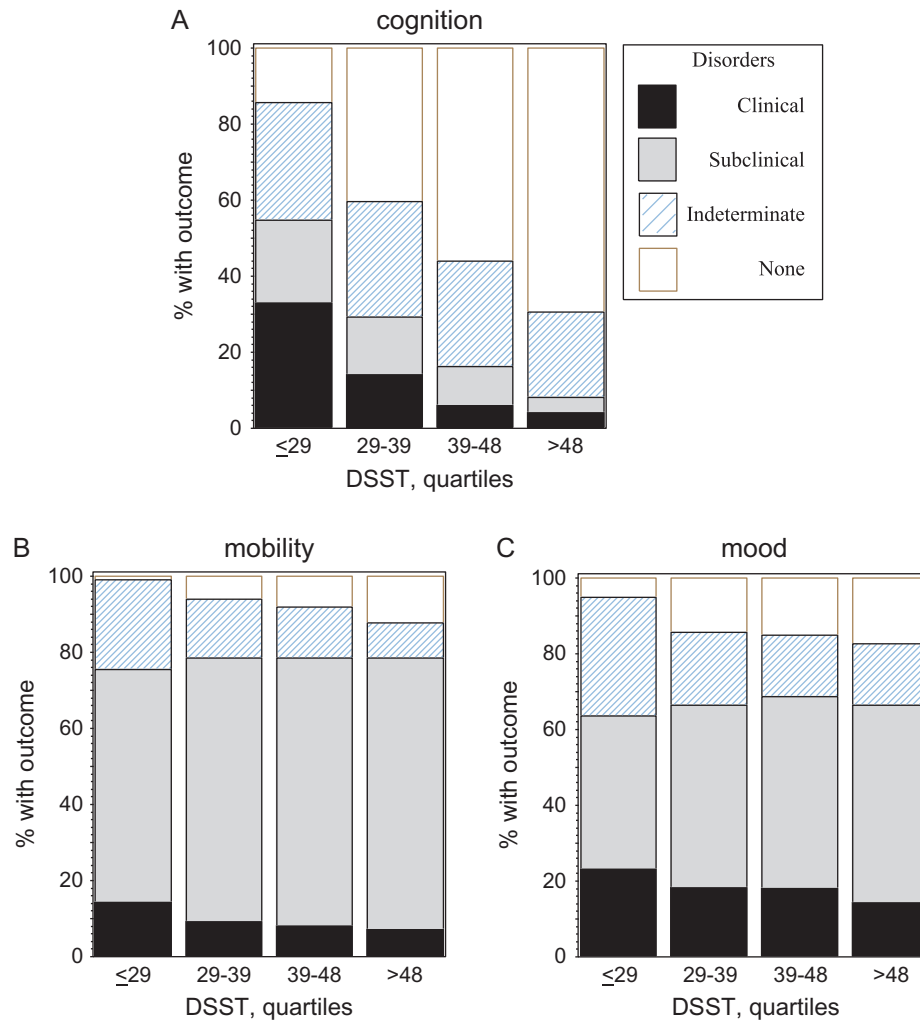 A
cognition
100
80
60
40
20
0
% with outcome
≤29
29-39
39-48
>48
DSST, quartiles
Disorders
Clinical
Subclinical
Indeterminate
None
B
mobility
100
80
60
40
20
0
% with outcome
≤29
29-39
39-48
>48
DSST, quartiles
C
mood
100
80
60
40
20
0
% with outcome
≤29
29-39
39-48
>48
DSST, quartiles